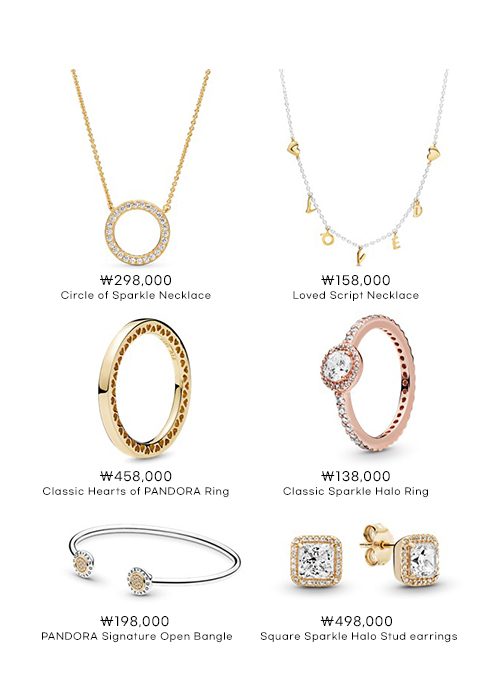 ₩298,000
Circle of Sparkle Necklace
₩158,000
Loved Script Necklace
₩458,000
Classic Hearts of PANDORA Ring
₩138,000
Classic Sparkle Halo Ring
₩198,000
PANDORA Signature Open Bangle
₩498,000
Square Sparkle Halo Stud earrings